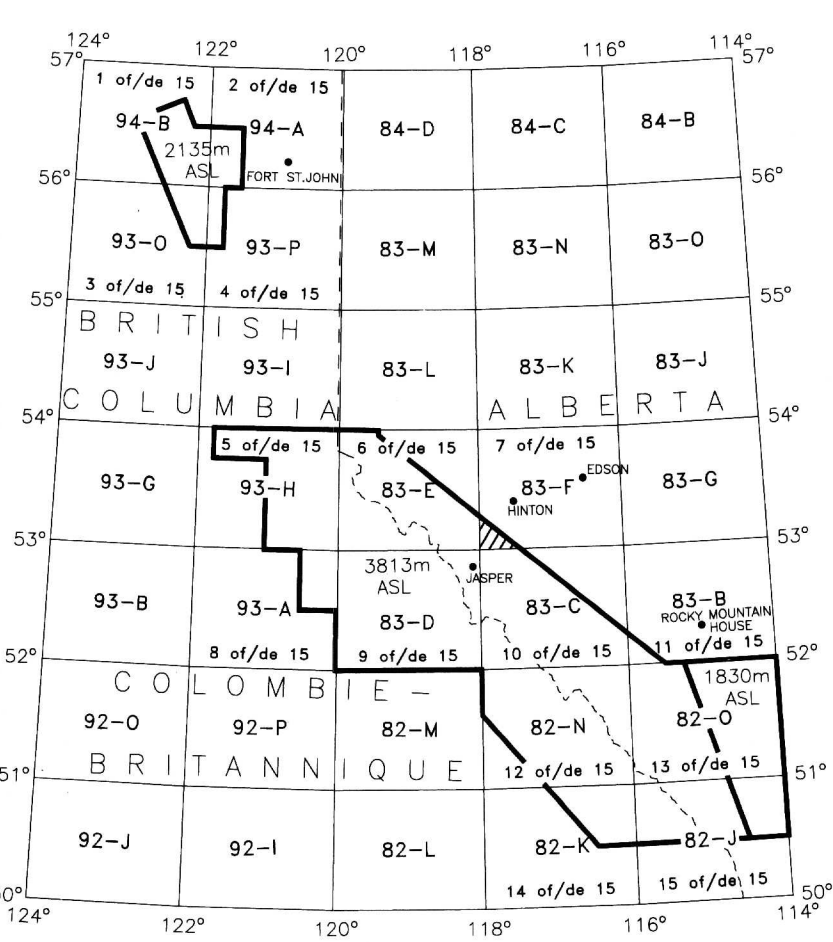 124° 122° 120° 118° 116° 114°
57° 57°
1 of/de 15 2 of/de 15
94-B 94-A 84-D 84-C 84-B
2135m
ASL
FORT ST.JOHN
56° 56°
93-O 93-P 83-M 83-N 83-O
3 of/de 15 4 of/de 15
55° 55°
BRITISH
93-J 93-I 83-L 83-K 83-J
COLUMBIA ALBERTA
54° 54°
5 of/de 15 6 of/de 15 7 of/de 15
93-G 93-H 83-E 83-F 83-G
EDSON
HINTON
53° 53°
3813m
ASL
JASPER
93-B 93-A 83-D 83-C 83-B
ROCKY MOUNTAIN
HOUSE
8 of/de 15 9 of/de 15 10 of/de 15 11 of/de 15
52° 52°
COLOMBIE-
1830m
ASL
92-O 92-P 82-M 82-N 82-O
BRITANNIQUE
12 of/de 15 13 of/de 15
51° 51°
92-J 92-I 82-L 82-K 82-J
14 of/de 15 15 of/de 15
50° 50°
124° 122° 120° 118° 116° 114°